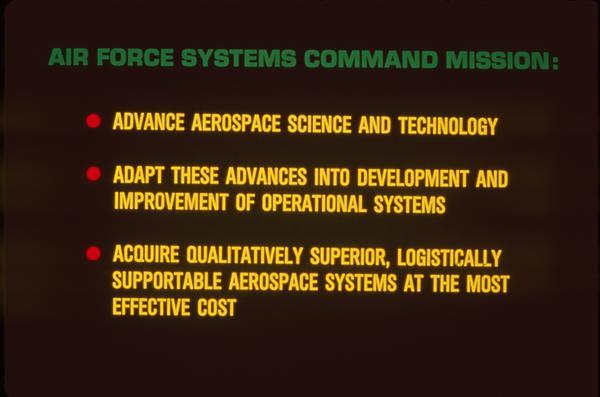 AIR FORCE SYSTEMS COMMAND MISSION:
ADVANCE AEROSPACE SCIENCE AND TECHNOLOGY
ADAPT THESE ADVANCES INTO DEVELOPMENT AND
IMPROVEMENT OF OPERATIONAL SYSTEMS
ACQUIRE QUALITATIVELY SUPERIOR, LOGISTICALLY
SUPPORTABLE AEROSPACE SYSTEMS AT THE MOST
EFFECTIVE COST